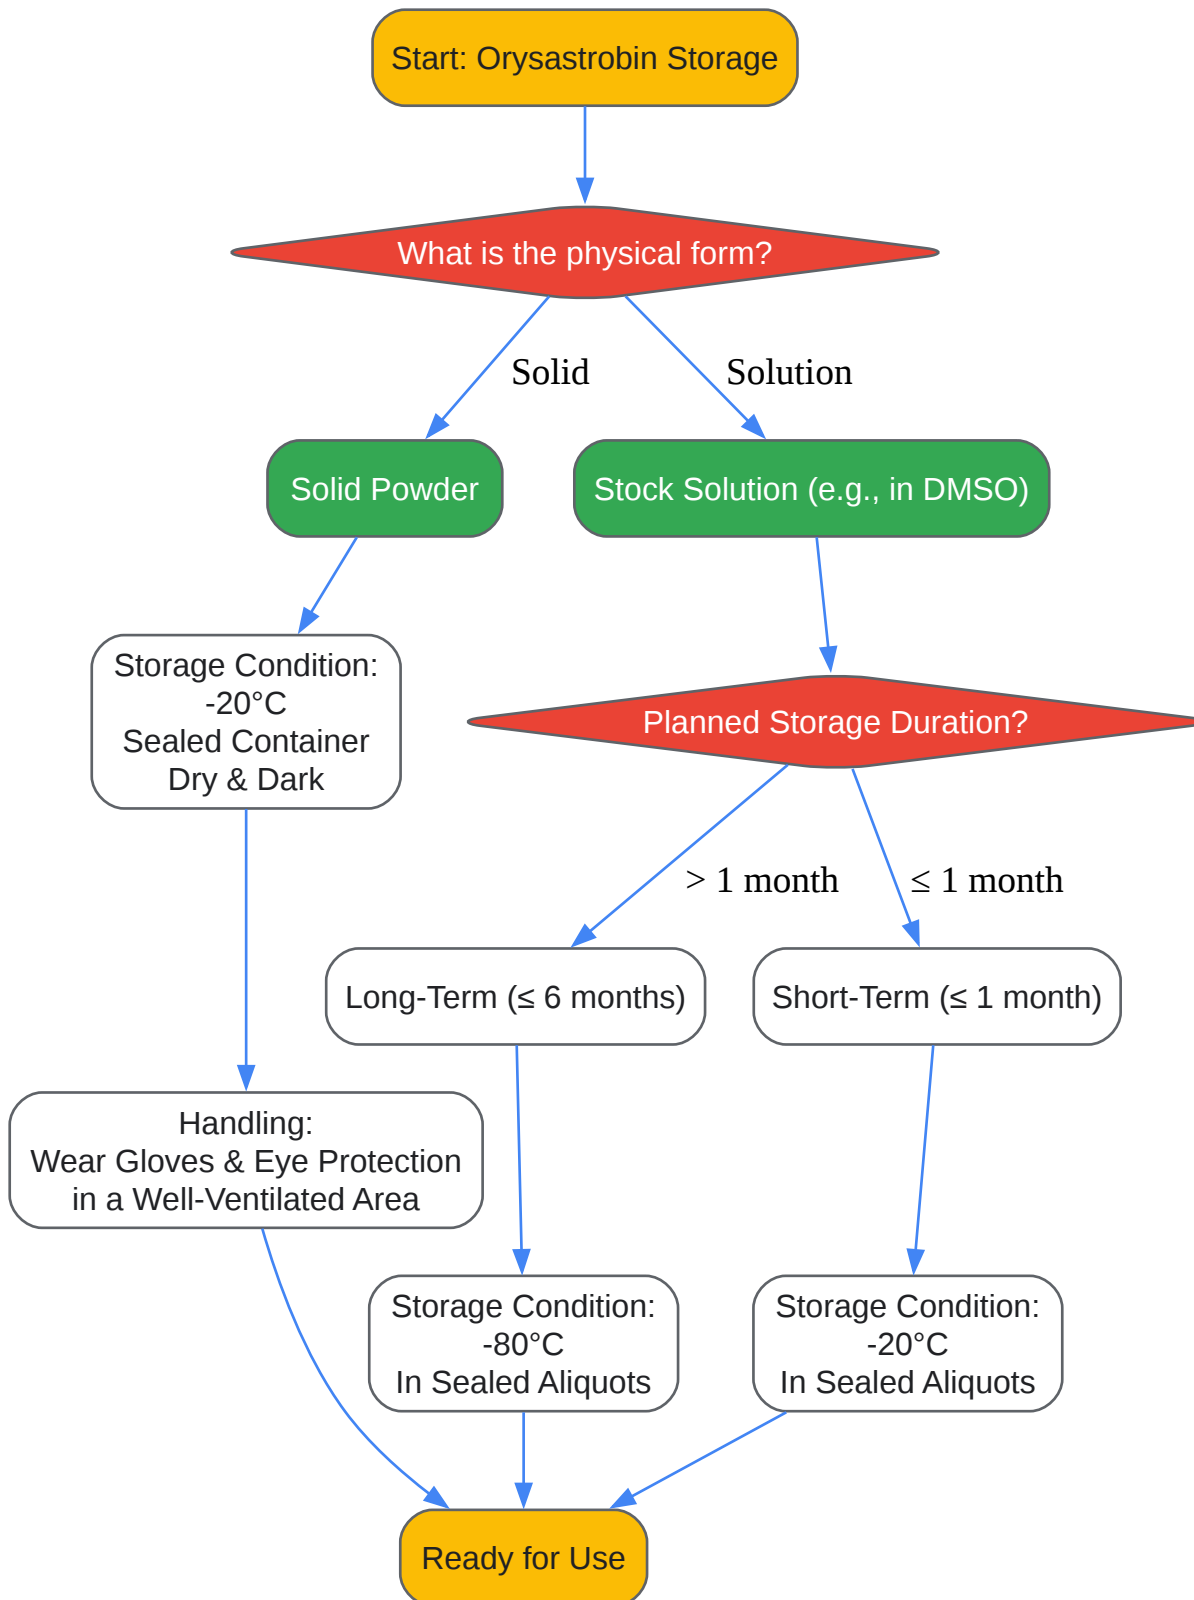 Start: Orysastrobin Storage
What is the physical form?
Solid
Solution
Solid Powder
Stock Solution (e.g., in DMSO)
Storage Condition:
-20°C
Sealed Container
Dry & Dark
Planned Storage Duration?
> 1 month
≤ 1 month
Long-Term (≤ 6 months)
Short-Term (≤ 1 month)
Handling:
Wear Gloves & Eye Protection
in a Well-Ventilated Area
Storage Condition:
-80°C
In Sealed Aliquots
Storage Condition:
-20°C
In Sealed Aliquots
Ready for Use